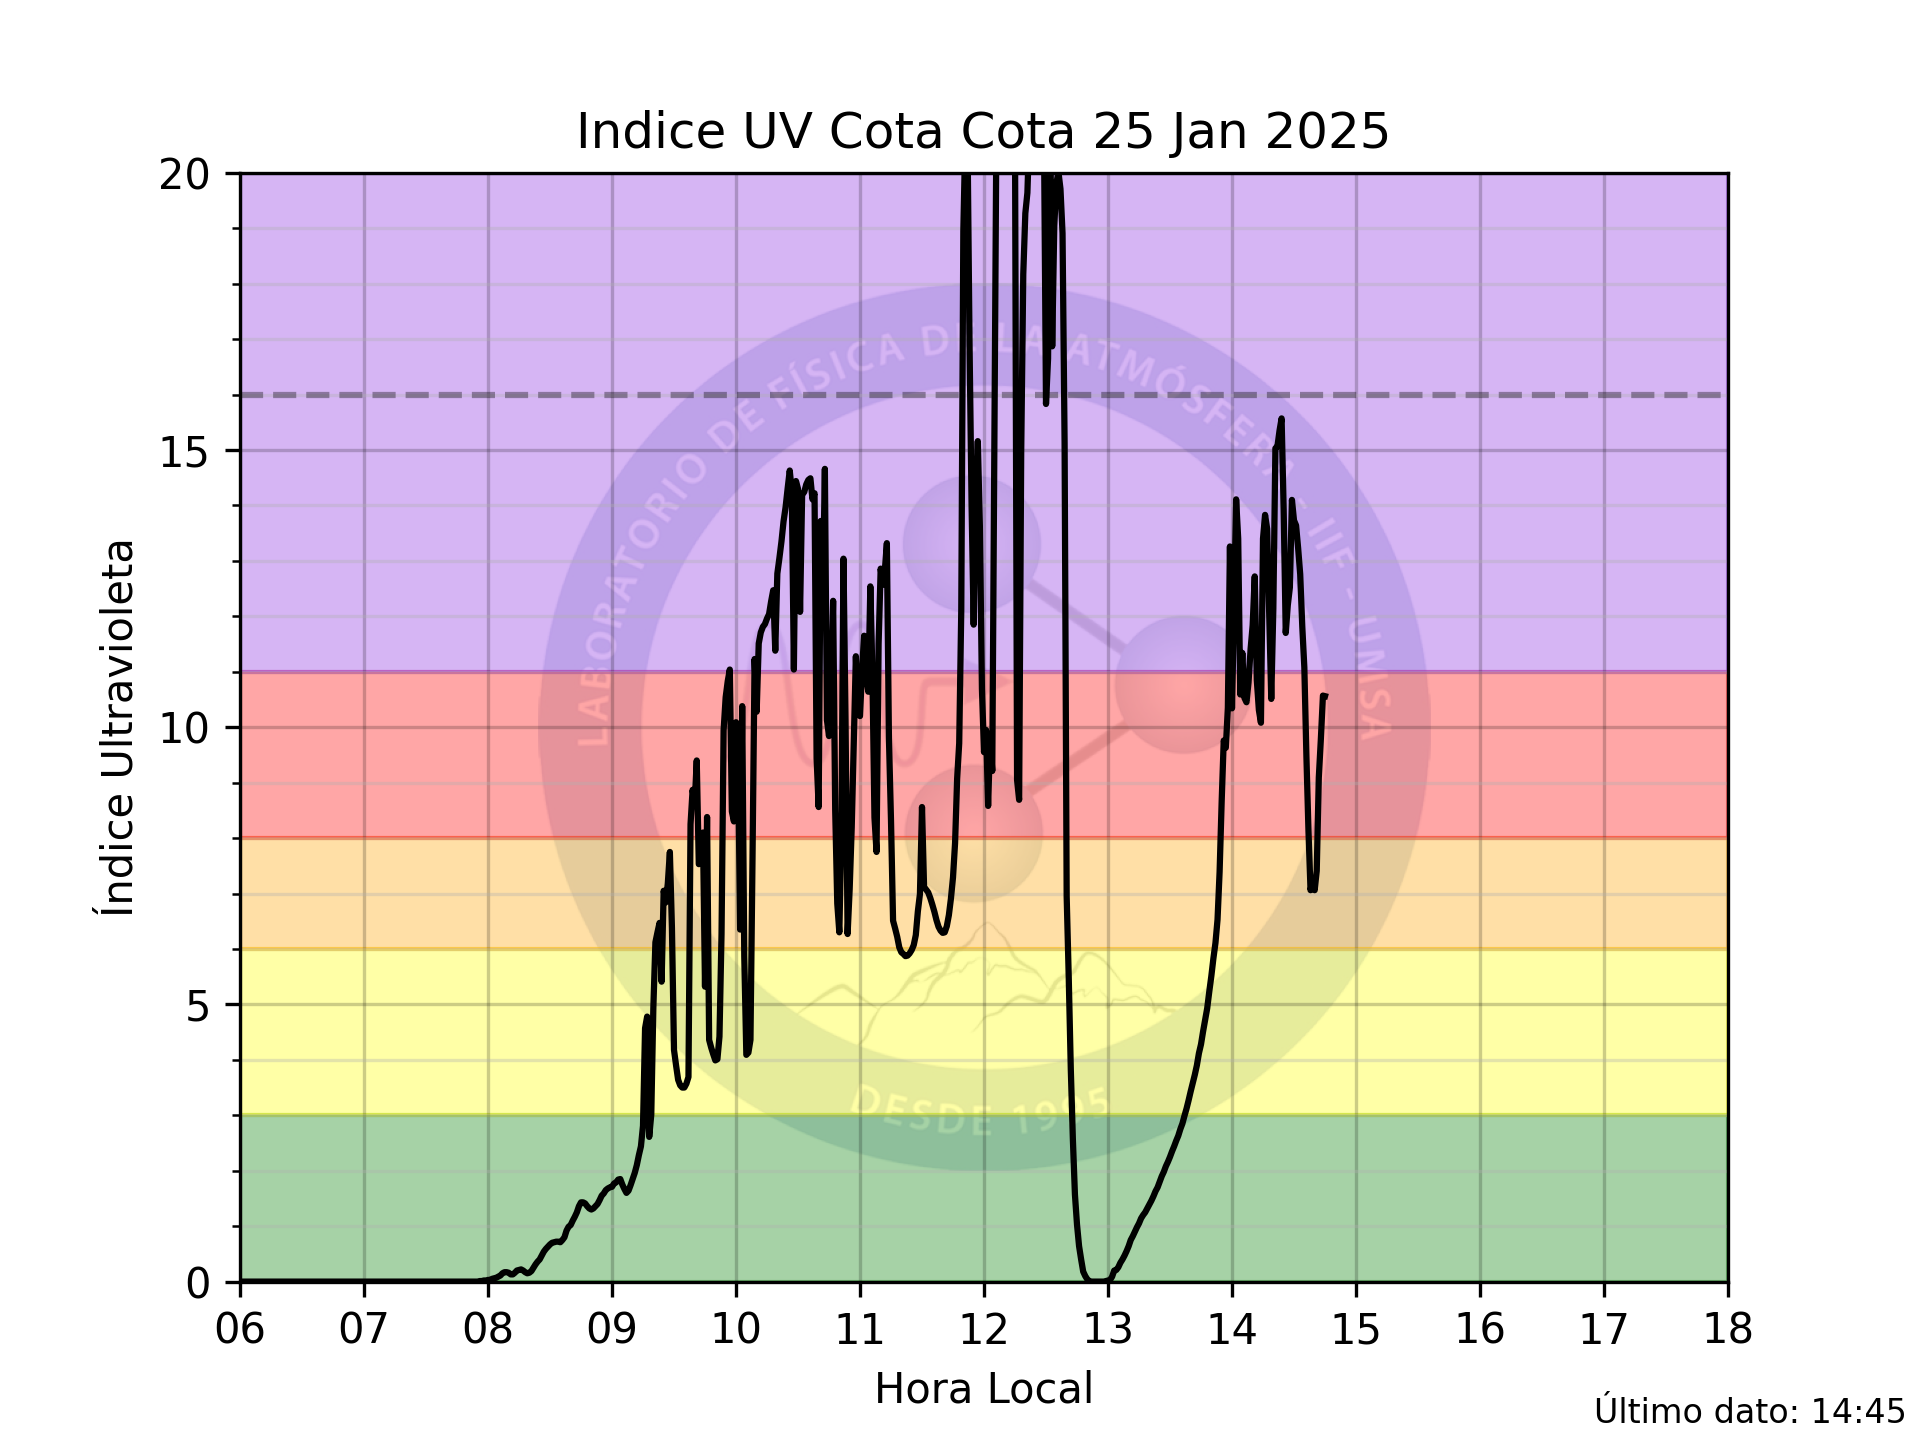 Indice UV Cota Cota 25 Jan 2025
20
15
10
5
0
Índice Ultravioleta
LABORATORIO DE FÍSICA DE LA ATMÓSFERA - IIF - UMSA
DESDE 1995
06 07 08 09 10 11 12 13 14 15 16 17 18
Hora Local
Último dato: 14:45